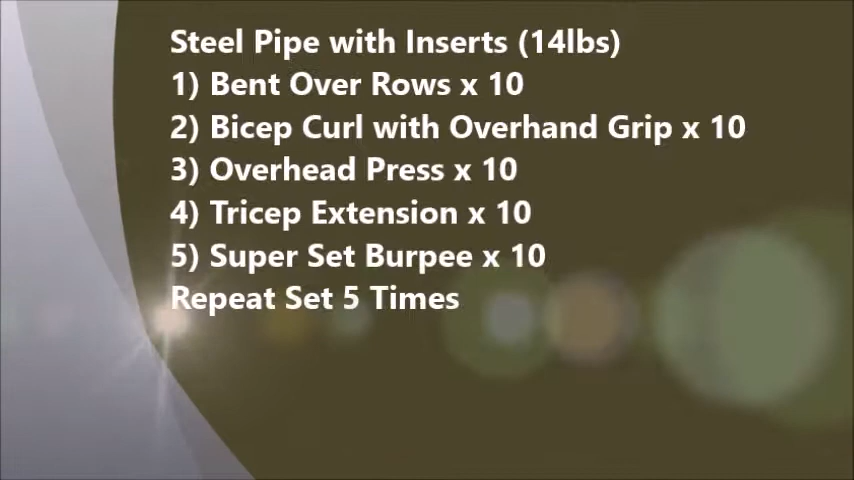 Steel Pipe with Inserts (14lbs)
1) Bent Over Rows x 10
2) Bicep Curl with Overhand Grip x 10
3) Overhead Press x 10
4) Tricep Extension x 10
5) Super Set Burpee x 10
Repeat Set 5 Times